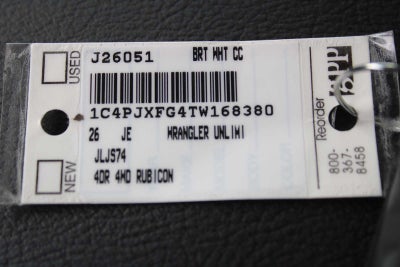 USED
J26051 BRT WHT CC
1C4PJXFG4TW168380
26 JE WRANGLER UNLIMI
JLJS74
4DR 4WD RUBICON
NEW
Reorder
800-
367-
8458